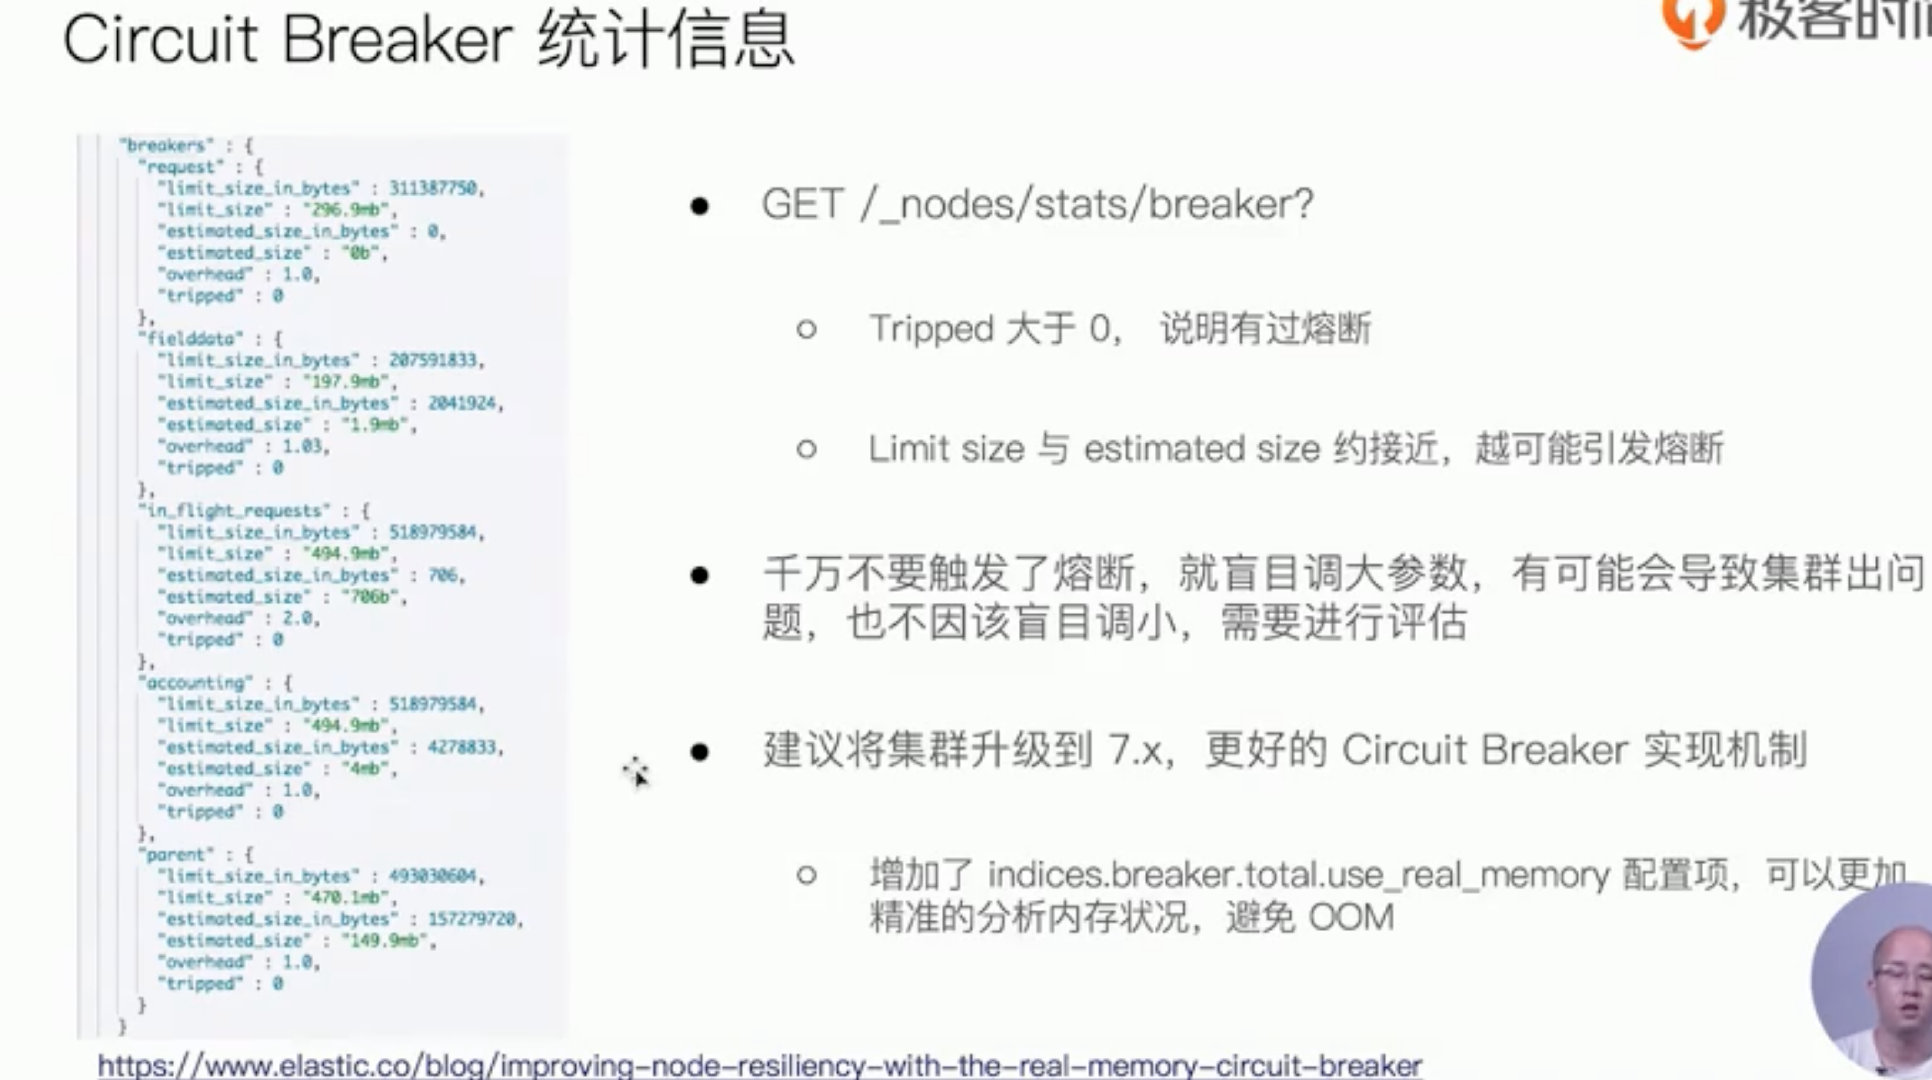 Circuit Breaker 统计信息
极客时间
"breakers" : {
"request" : {
"limit_size_in_bytes" : 311387750,
"limit_size" : "296.9mb",
"estimated_size_in_bytes" : 0,
"estimated_size" : "0b",
"overhead" : 1.0,
"tripped" : 0
},
"fielddata" : {
"limit_size_in_bytes" : 207591833,
"limit_size" : "197.9mb",
"estimated_size_in_bytes" : 2041924,
"estimated_size" : "1.9mb",
"overhead" : 1.03,
"tripped" : 0
},
"in_flight_requests" : {
"limit_size_in_bytes" : 518979584,
"limit_size" : "494.9mb",
"estimated_size_in_bytes" : 706,
"estimated_size" : "706b",
"overhead" : 2.0,
"tripped" : 0
},
"accounting" : {
"limit_size_in_bytes" : 518979584,
"limit_size" : "494.9mb",
"estimated_size_in_bytes" : 4278833,
"estimated_size" : "4mb",
"overhead" : 1.0,
"tripped" : 0
},
"parent" : {
"limit_size_in_bytes" : 493030604,
"limit_size" : "470.1mb",
"estimated_size_in_bytes" : 157279720,
"estimated_size" : "149.9mb",
"overhead" : 1.0,
"tripped" : 0
}
}
● GET /_nodes/stats/breaker?
○ Tripped 大于 0， 说明有过熔断
○ Limit size 与 estimated size 约接近，越可能引发熔断
● 千万不要触发了熔断，就盲目调大参数，有可能会导致集群出问
题，也不因该盲目调小，需要进行评估
● 建议将集群升级到 7.x，更好的 Circuit Breaker 实现机制
○ 增加了 indices.breaker.total.use_real_memory 配置项，可以更加
精准的分析内存状况，避免 OOM
https://www.elastic.co/blog/improving-node-resiliency-with-the-real-memory-circuit-breaker